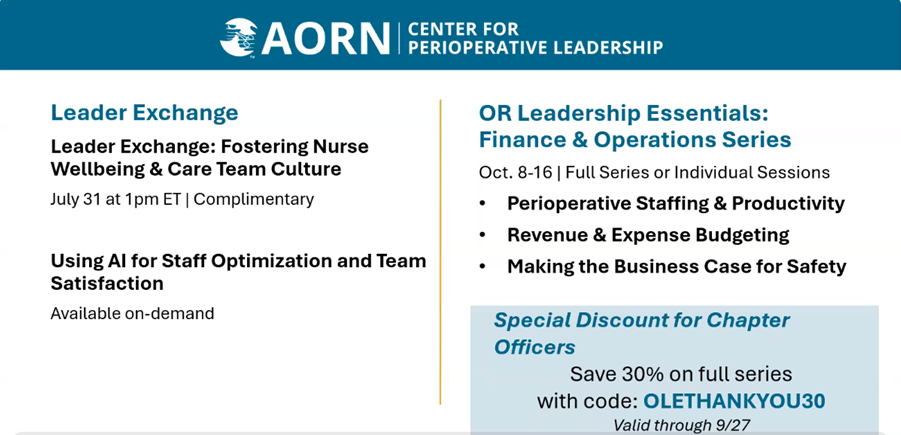 AORN
CENTER FOR
PERIOPERATIVE LEADERSHIP
Leader Exchange
Leader Exchange: Fostering Nurse
Wellbeing & Care Team Culture
July 31 at 1pm ET | Complimentary
Using AI for Staff Optimization and Team
Satisfaction
Available on-demand
OR Leadership Essentials:
Finance & Operations Series
Oct. 8-16 | Full Series or Individual Sessions
• Perioperative Staffing & Productivity
• Revenue & Expense Budgeting
• Making the Business Case for Safety
Special Discount for Chapter
Officers
Save 30% on full series
with code: OLETHANKYOU30
Valid through 9/27